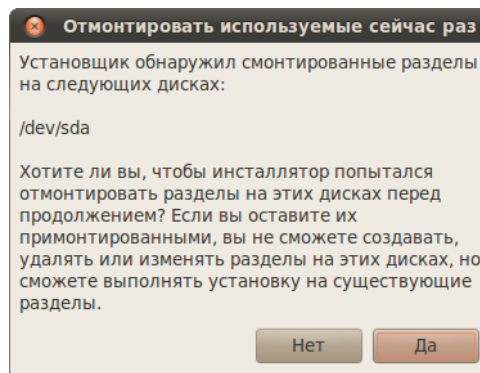 Отмонтировать используемые сейчас раз
Установщик обнаружил смонтированные разделы
на следующих дисках:
/dev/sda
Хотите ли вы, чтобы инсталлятор попытался
отмонтировать разделы на этих дисках перед
продолжением? Если вы оставите их
примонтированными, вы не сможете создавать,
удалять или изменять разделы на этих дисках, но
сможете выполнять установку на существующие
разделы.
Нет Да